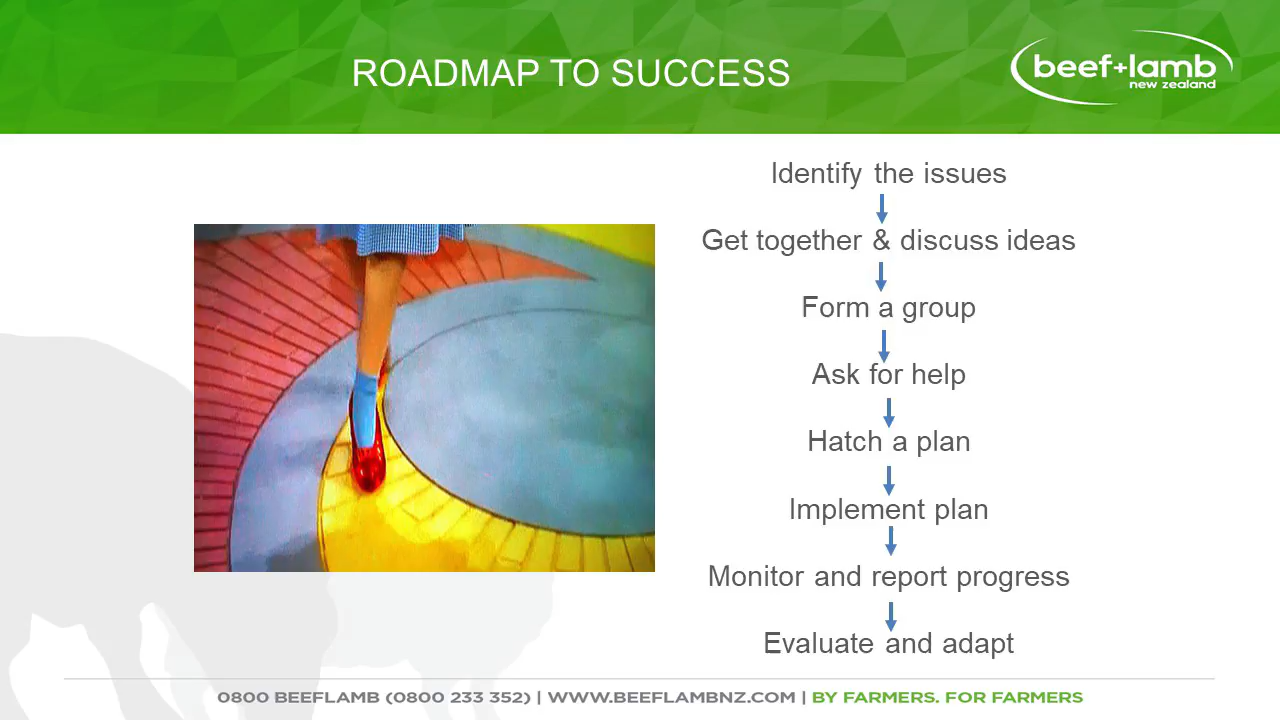 ROADMAP TO SUCCESS
beef+lamb
new zealand
Identify the issues
Get together & discuss ideas
Form a group
Ask for help
Hatch a plan
Implement plan
Monitor and report progress
Evaluate and adapt
0800 BEEFLAMB (0800 233 352) | WWW.BEEFLAMBNZ.COM | BY FARMERS. FOR FARMERS